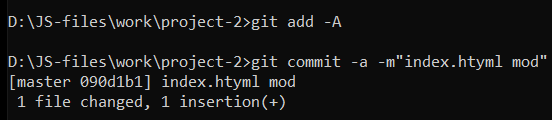 D:\JS-files\work\project-2>git add -A
D:\JS-files\work\project-2>git commit -a -m"index.htyml mod"
[master 090d1b1] index.htyml mod
 1 file changed, 1 insertion(+)